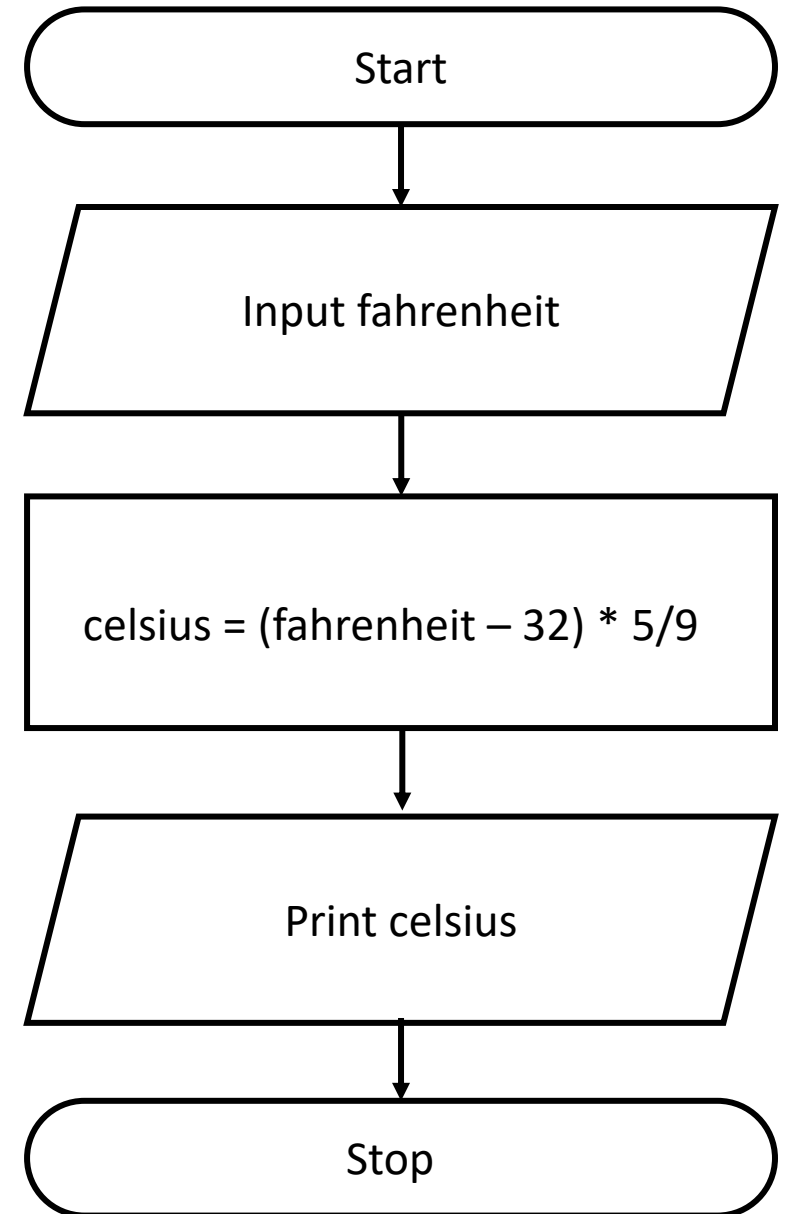 Start
Input fahrenheit
celsius = (fahrenheit – 32) * 5/9
Print celsius
Stop